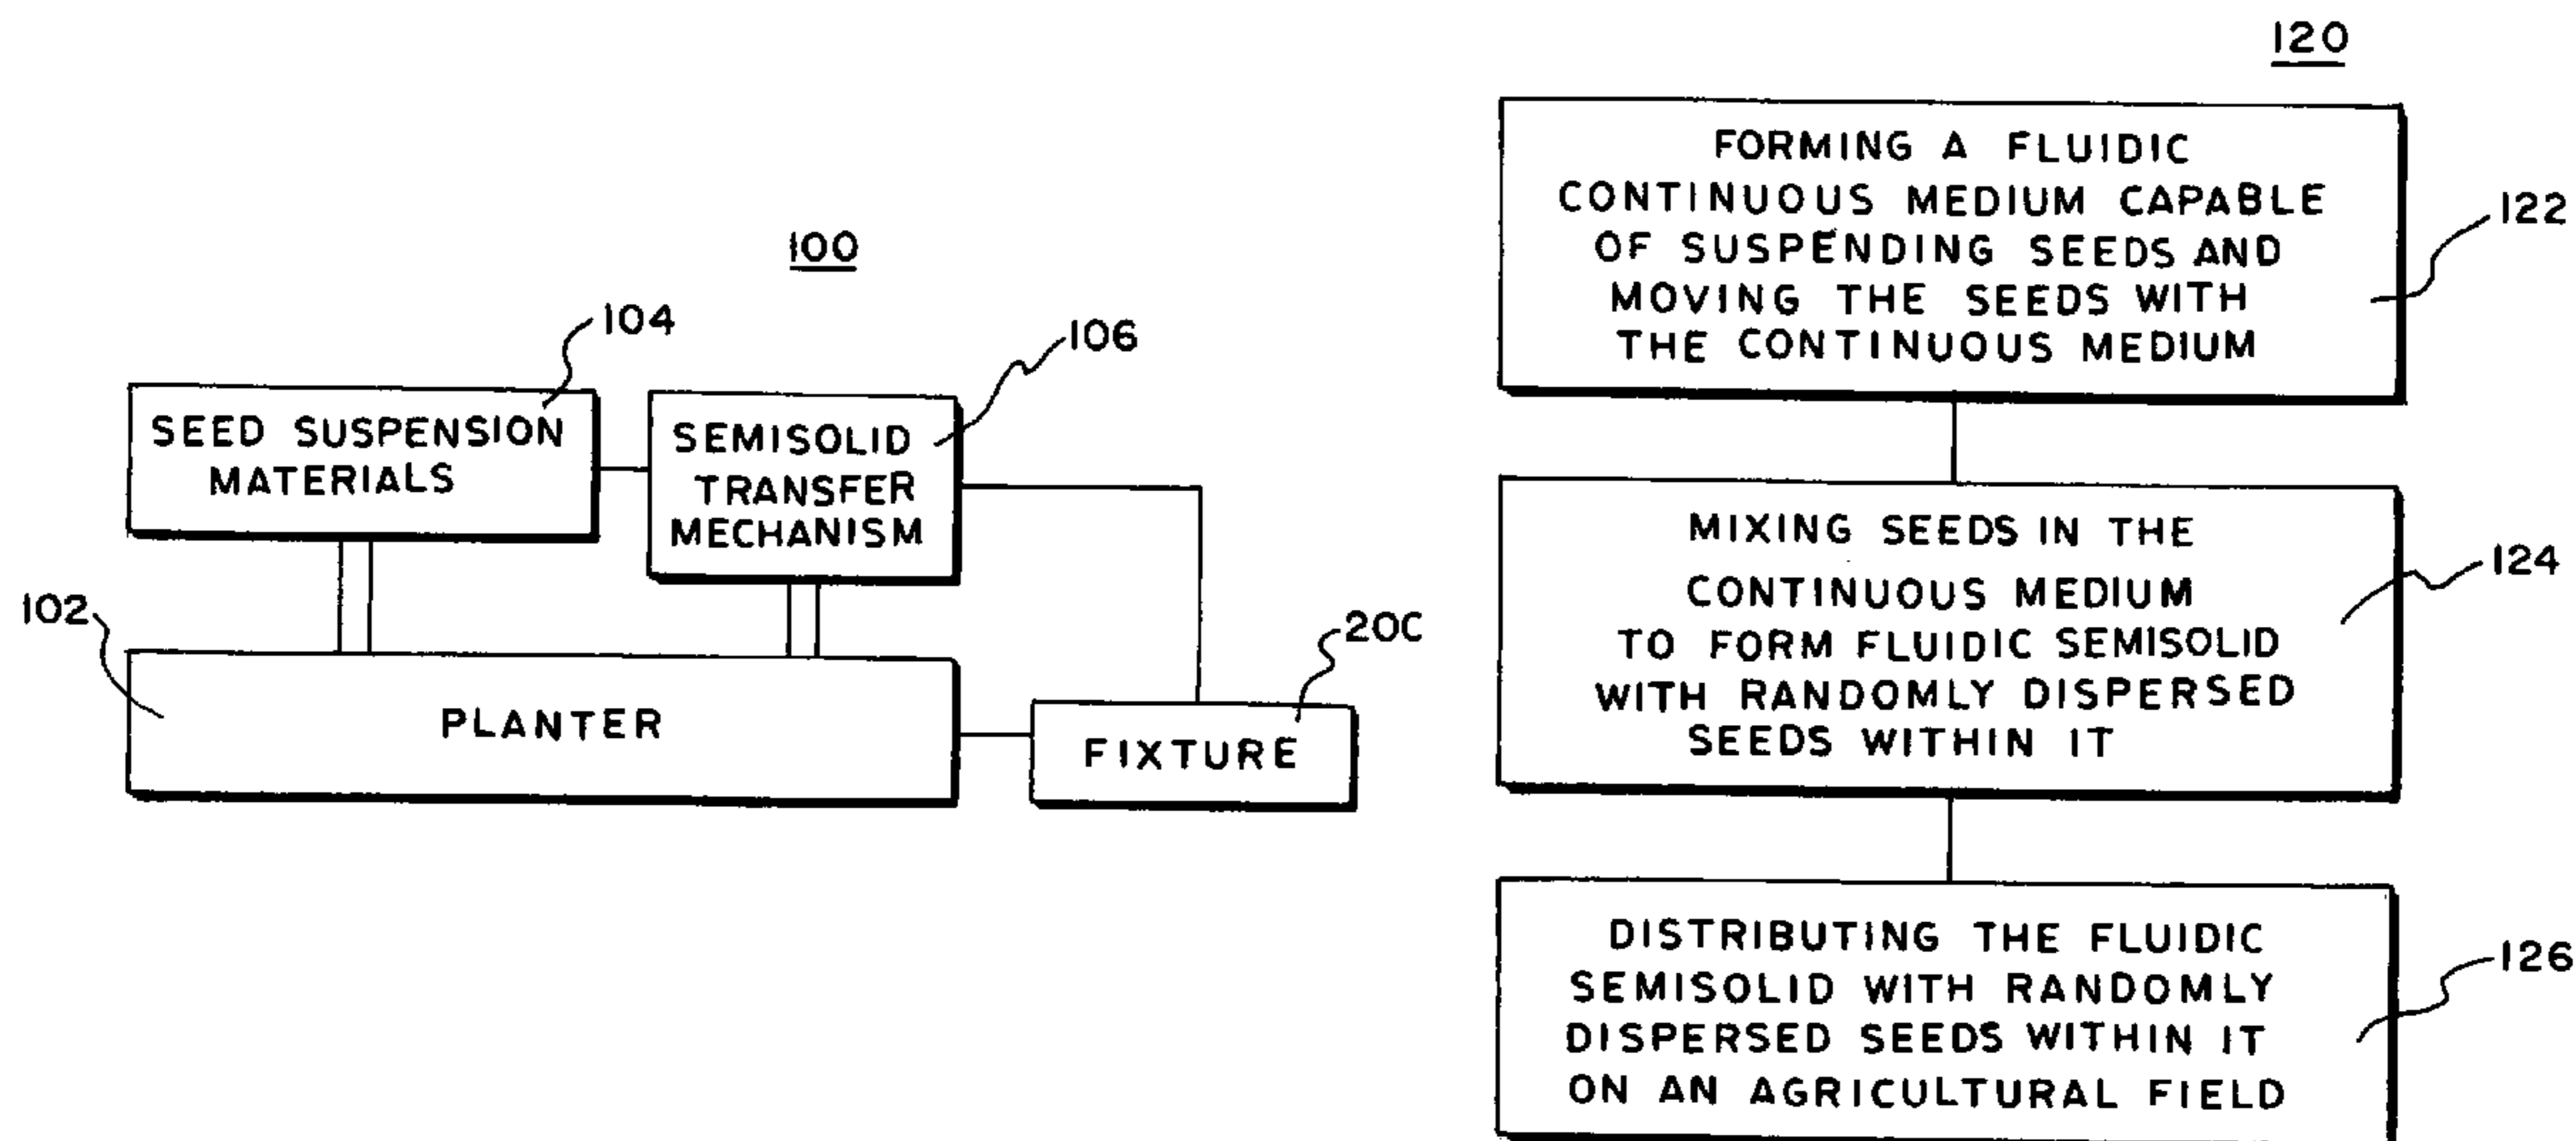 100
104
106
SEED SUSPENSION
MATERIALS
SEMISOLID
TRANSFER
MECHANISM
102
PLANTER
20C
FIXTURE
120
FORMING A FLUIDIC
CONTINUOUS MEDIUM CAPABLE
OF SUSPENDING SEEDS AND
MOVING THE SEEDS WITH
THE CONTINUOUS MEDIUM
122
MIXING SEEDS IN THE
CONTINUOUS MEDIUM
TO FORM FLUIDIC SEMISOLID
WITH RANDOMLY DISPERSED
SEEDS WITHIN IT
124
DISTRIBUTING THE FLUIDIC
SEMISOLID WITH RANDOMLY
DISPERSED SEEDS WITHIN IT
ON AN AGRICULTURAL FIELD
126